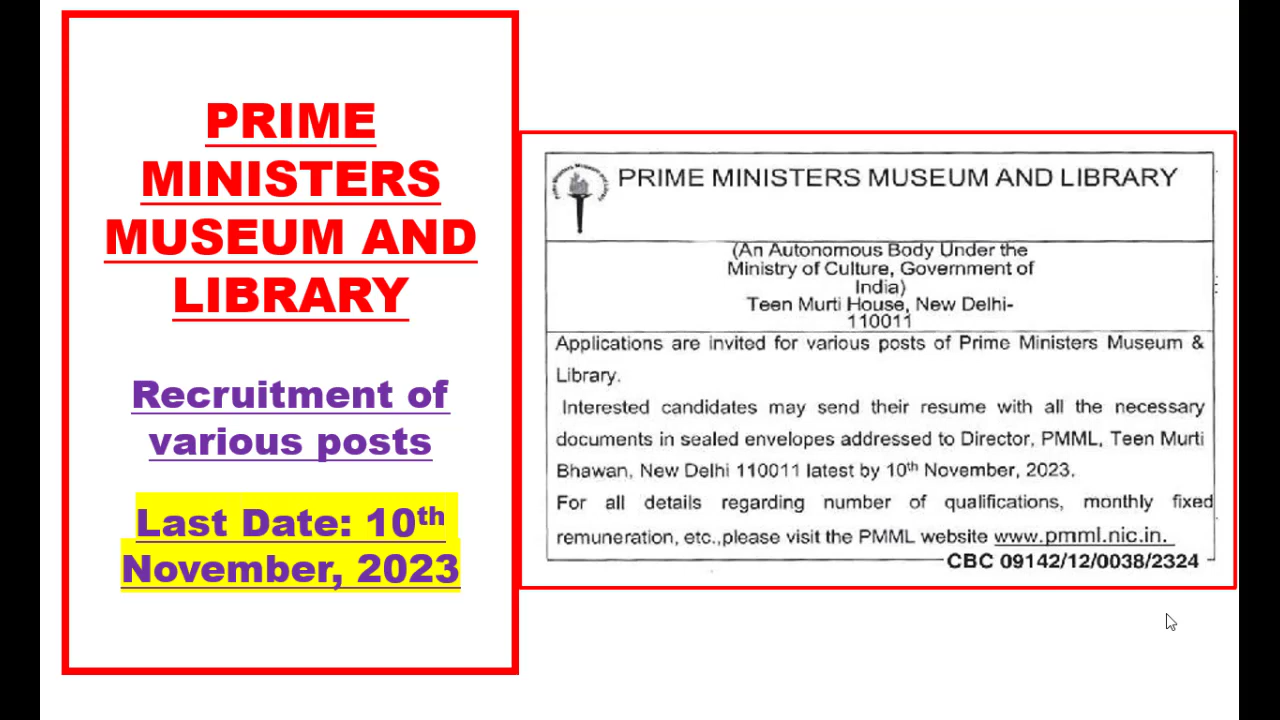 PRIME
MINISTERS
MUSEUM AND
LIBRARY
Recruitment of
various posts
Last Date: 10th
November, 2023
PRIME MINISTERS MUSEUM AND LIBRARY
(An Autonomous Body Under the
Ministry of Culture, Government of
India)
Teen Murti House, New Delhi-
110011
Applications are invited for various posts of Prime Ministers Museum &
Library.
Interested candidates may send their resume with all the necessary
documents in sealed envelopes addressed to Director, PMML, Teen Murti
Bhawan, New Delhi 110011 latest by 10th November, 2023.
For all details regarding number of qualifications, monthly fixed
remuneration, etc.,please visit the PMML website www.pmml.nic.in.
CBC 09142/12/0038/2324